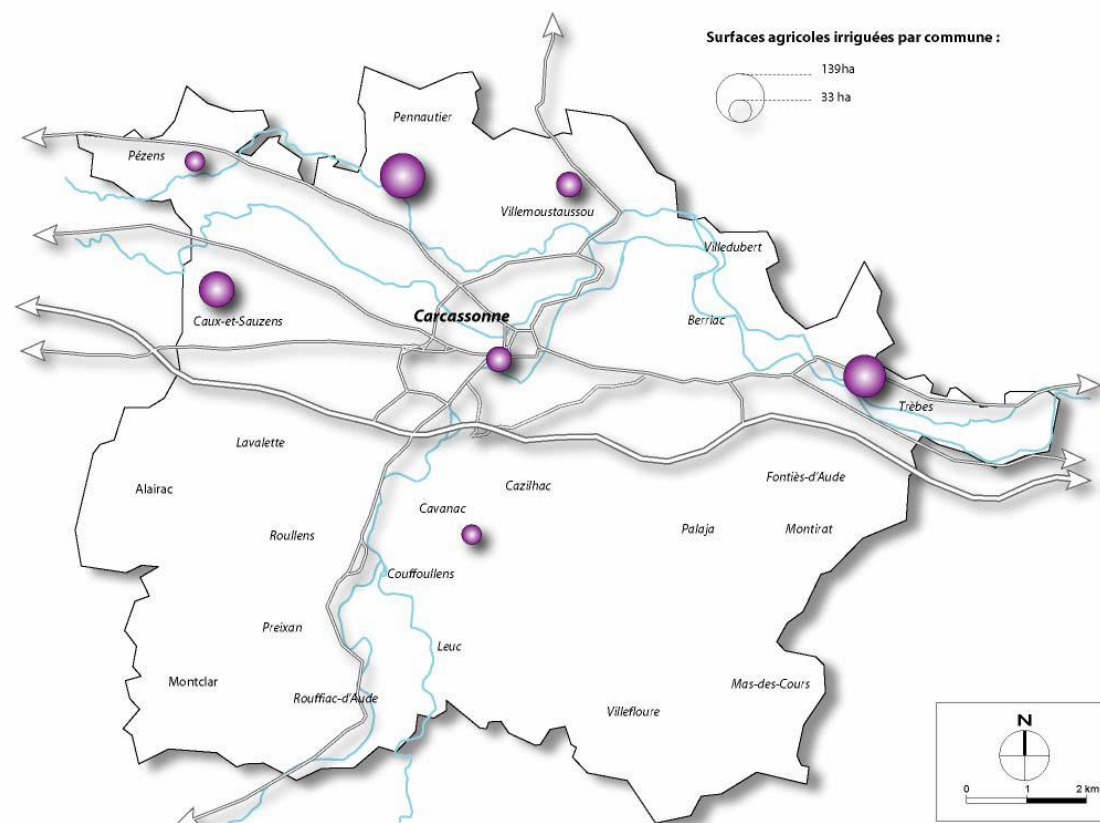 Surfaces agricoles irriguées par commune :
139ha
33 ha
Pennautier
Pézens
Villemoustaussou
Villedubert
Caux-et-Sauzens
Carcassonne
Berriac
Trèbes
Lavalette
Alairac
Cazilhac
Fontiès-d'Aude
Cavanac
Roullens
Palaja
Montirat
Couffoullens
Preixan
Leuc
Montclar
Rouffiac-d'Aude
Mas-des-Cours
Villefloure
N
0 1 2 km